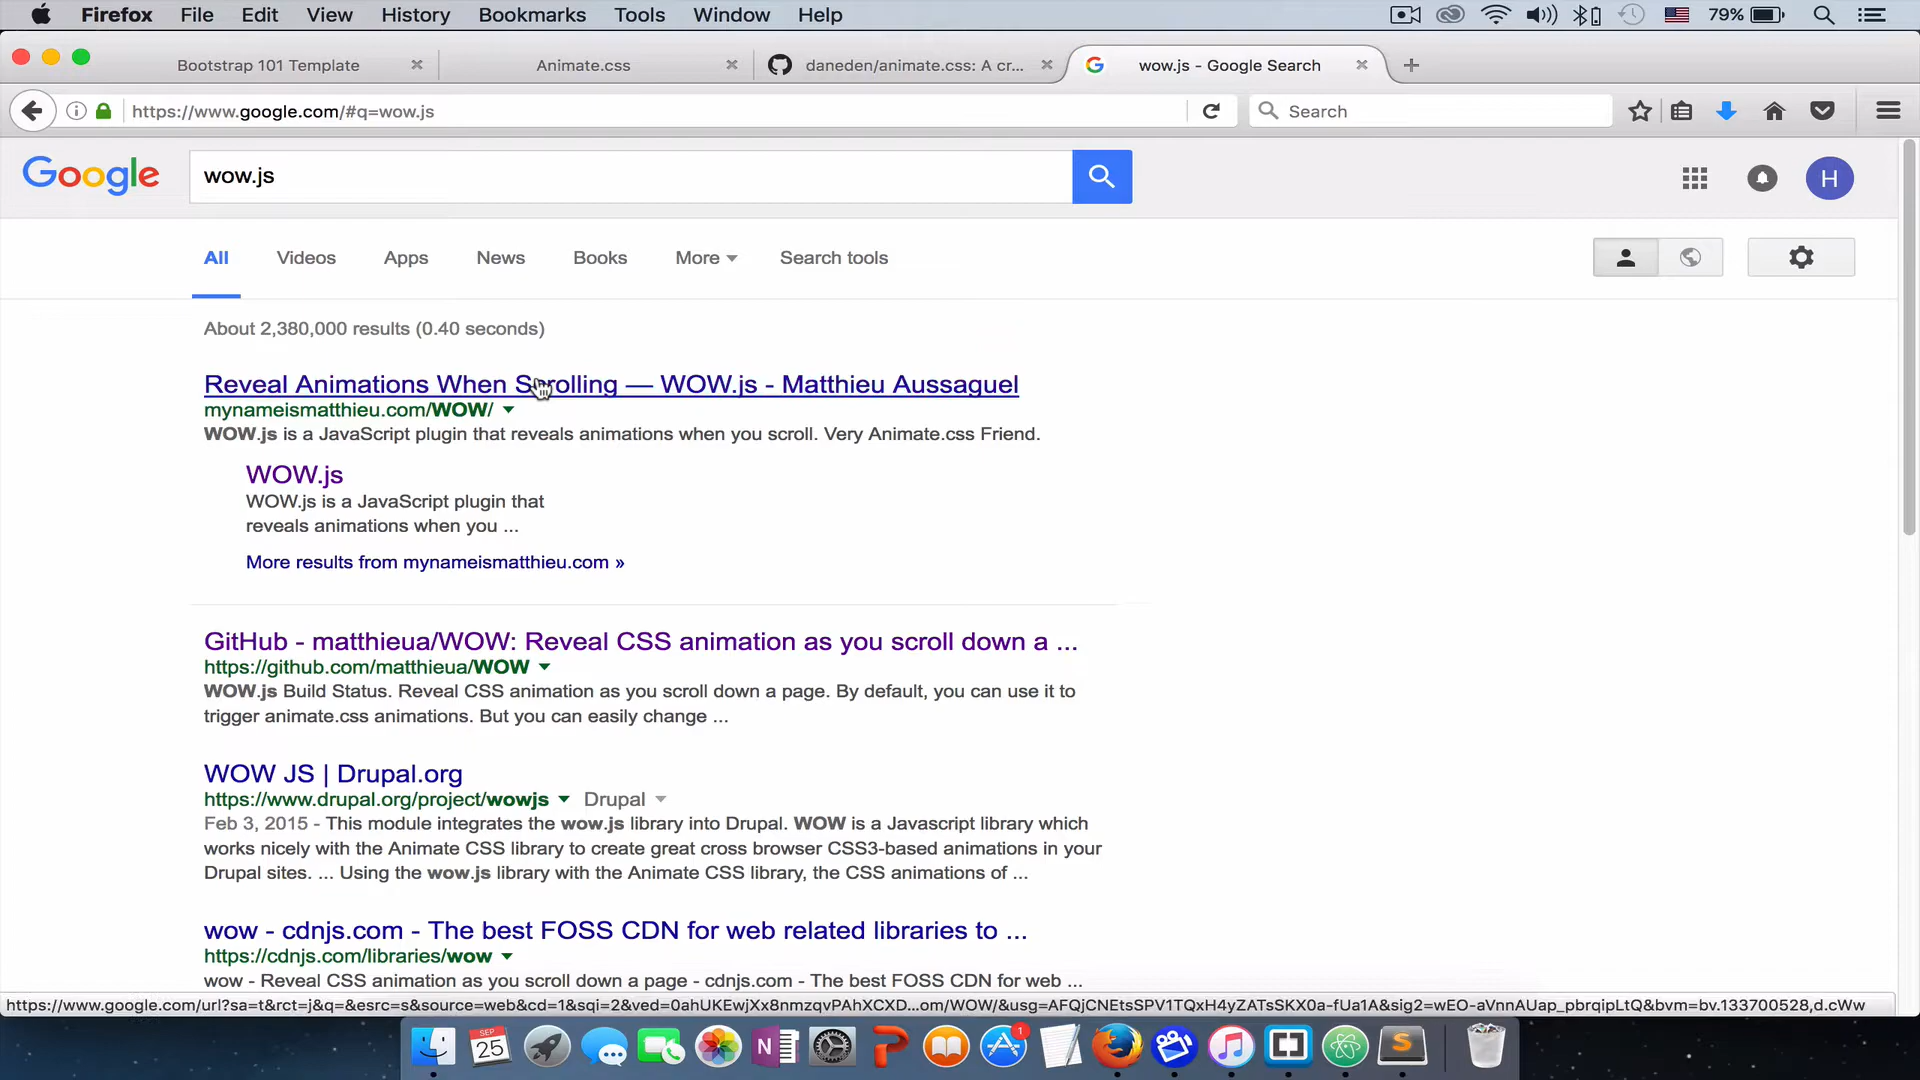 Firefox File Edit View History Bookmarks Tools Window Help 79%
Bootstrap 101 Template Animate.css daneden/animate.css: A cr... wow.js - Google Search
https://www.google.com/#q=wow.js Search
Google wow.js H
All Videos Apps News Books More Search tools
About 2,380,000 results (0.40 seconds)
Reveal Animations When Scrolling — WOW.js - Matthieu Aussaguel
mynameismatthieu.com/WOW/
WOW.js is a JavaScript plugin that reveals animations when you scroll. Very Animate.css Friend.
WOW.js
WOW.js is a JavaScript plugin that
reveals animations when you ...
More results from mynameismatthieu.com »
GitHub - matthieua/WOW: Reveal CSS animation as you scroll down a ...
https://github.com/matthieua/WOW
WOW.js Build Status. Reveal CSS animation as you scroll down a page. By default, you can use it to
trigger animate.css animations. But you can easily change ...
WOW JS | Drupal.org
https://www.drupal.org/project/wowjs Drupal
Feb 3, 2015 - This module integrates the wow.js library into Drupal. WOW is a Javascript library which
works nicely with the Animate CSS library to create great cross browser CSS3-based animations in your
Drupal sites. ... Using the wow.js library with the Animate CSS library, the CSS animations of ...
wow - cdnjs.com - The best FOSS CDN for web related libraries to ...
https://cdnjs.com/libraries/wow
wow - Reveal CSS animation as you scroll down a page - cdnjs.com - The best FOSS CDN for web ...
https://www.google.com/url?sa=t&rct=j&q=&esrc=s&source=web&cd=1&sqi=2&ved=0ahUKEwjXx8nmzqvPAhXCXD...om/WOW/&usg=AFQjCNEtsSPV1TQxH4yZATsSKX0a-fUa1A&sig2=wEO-aVnnAUap_pbrqipLtQ&bvm=bv.133700528,d.cWw
SEP
25
N
1
S